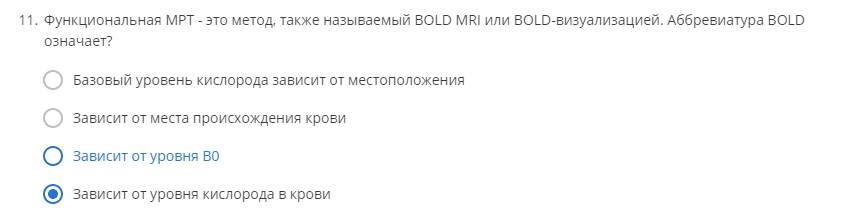 11. Функциональная МРТ - это метод, также называемый BOLD MRI или BOLD-визуализацией. Аббревиатура BOLD
означает?
Базовый уровень кислорода зависит от местоположения
Зависит от места происхождения крови
Зависит от уровня B0
Зависит от уровня кислорода в крови